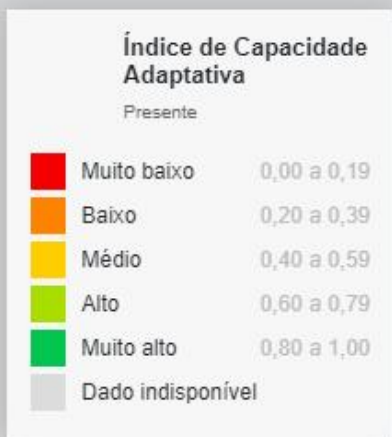 Índice de Capacidade
Adaptativa
Presente
Muito baixo 0,00 a 0,19
Baixo 0,20 a 0,39
Médio 0,40 a 0,59
Alto 0,60 a 0,79
Muito alto 0,80 a 1,00
Dado indisponível